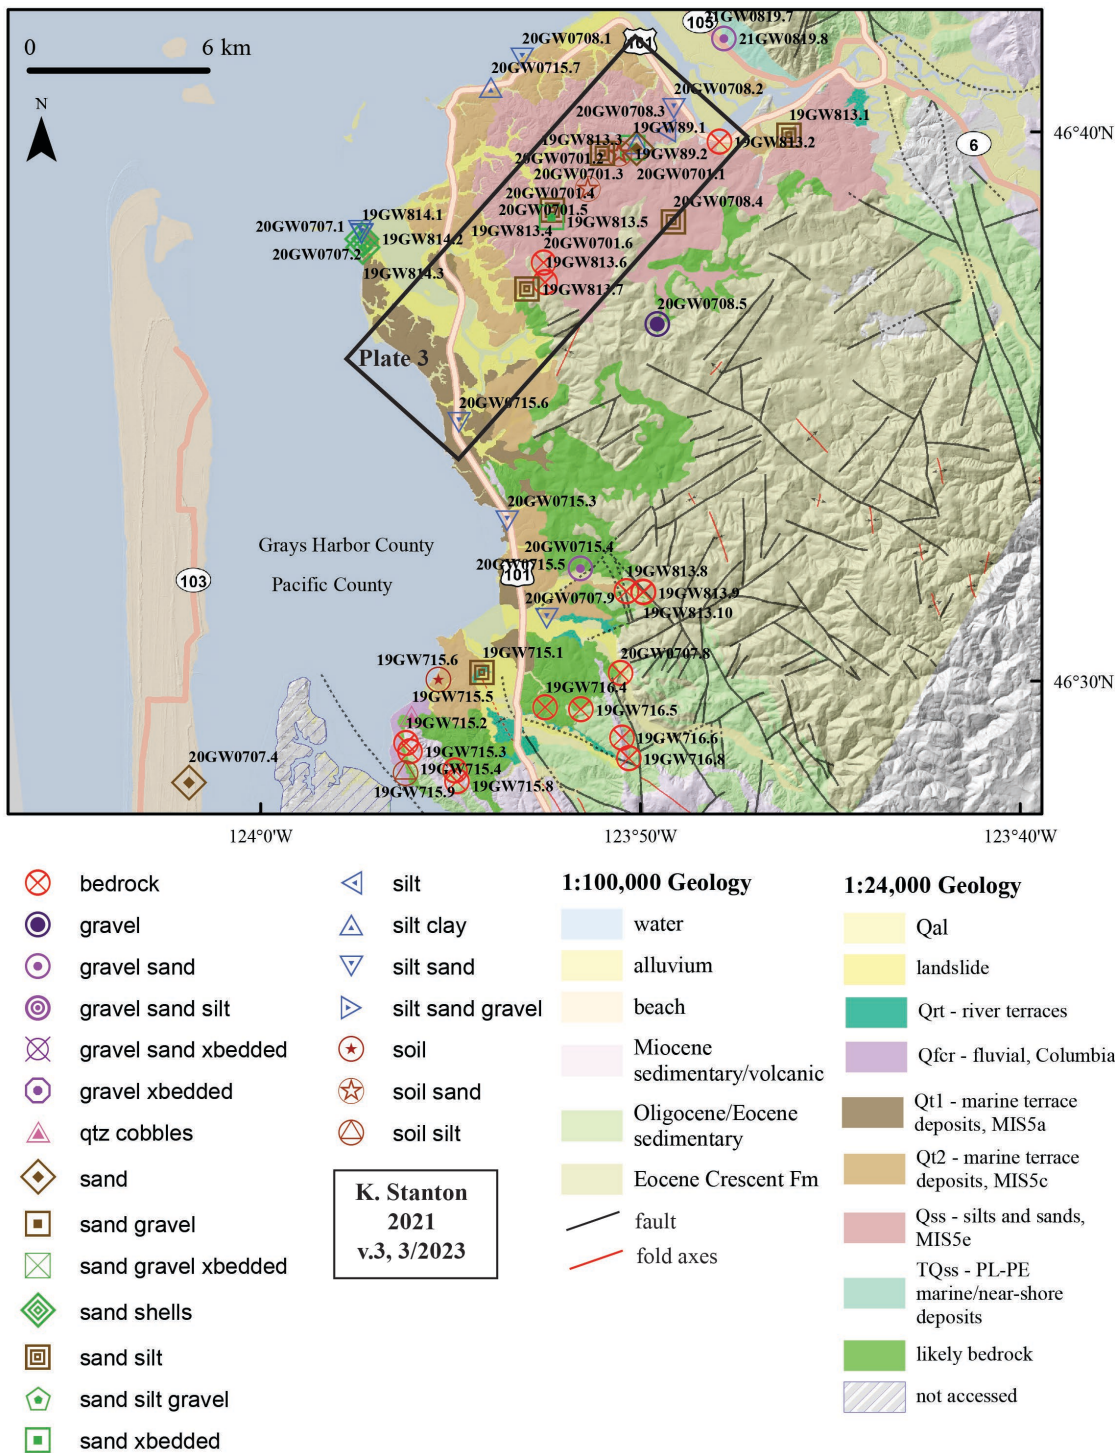 105
21GW0819.7
21GW0819.8
0
6 km
20GW0708.1
101
20GW0715.7
N
20GW0708.2
20GW0708.3
19GW813.1
46°40'N
19GW89.1
19GW813.3
19GW813.2
6
20GW0701.2
19GW89.2
20GW0701.3
20GW0701.1
20GW0701.4
20GW0708.4
19GW814.1
20GW0701.5
20GW0707.1
19GW813.5
19GW814.2
19GW813.4
20GW0707.2
20GW0701.6
19GW814.3
19GW813.6
19GW813.7
20GW0708.5
Plate 3
20GW0715.6
20GW0715.3
Grays Harbor County
20GW0715.4
20GW0715.5
Pacific County
103
101
19GW813.8
20GW0707.9
19GW813.9
19GW813.10
19GW715.6
19GW715.1
20GW0707.8
46°30'N
19GW715.5
19GW716.4
19GW716.5
19GW715.2
19GW716.6
20GW0707.4
19GW715.3
19GW716.8
19GW715.4
19GW715.9
19GW715.8
124°0'W
123°50'W
123°40'W
bedrock
gravel
gravel sand
gravel sand silt
gravel sand xbedded
gravel xbedded
qtz cobbles
sand
sand gravel
sand gravel xbedded
sand shells
sand silt
sand silt gravel
sand xbedded
silt
silt clay
silt sand
silt sand gravel
soil
soil sand
soil silt
K. Stanton
2021
v.3, 3/2023
1:100,000 Geology
water
alluvium
beach
Miocene
sedimentary/volcanic
Oligocene/Eocene
sedimentary
Eocene Crescent Fm
fault
fold axes
1:24,000 Geology
Qal
landslide
Qrt - river terraces
Qfcr - fluvial, Columbia
Qt1 - marine terrace
deposits, MIS5a
Qt2 - marine terrace
deposits, MIS5c
Qss - silts and sands,
MIS5e
TQss - PL-PE
marine/near-shore
deposits
likely bedrock
not accessed